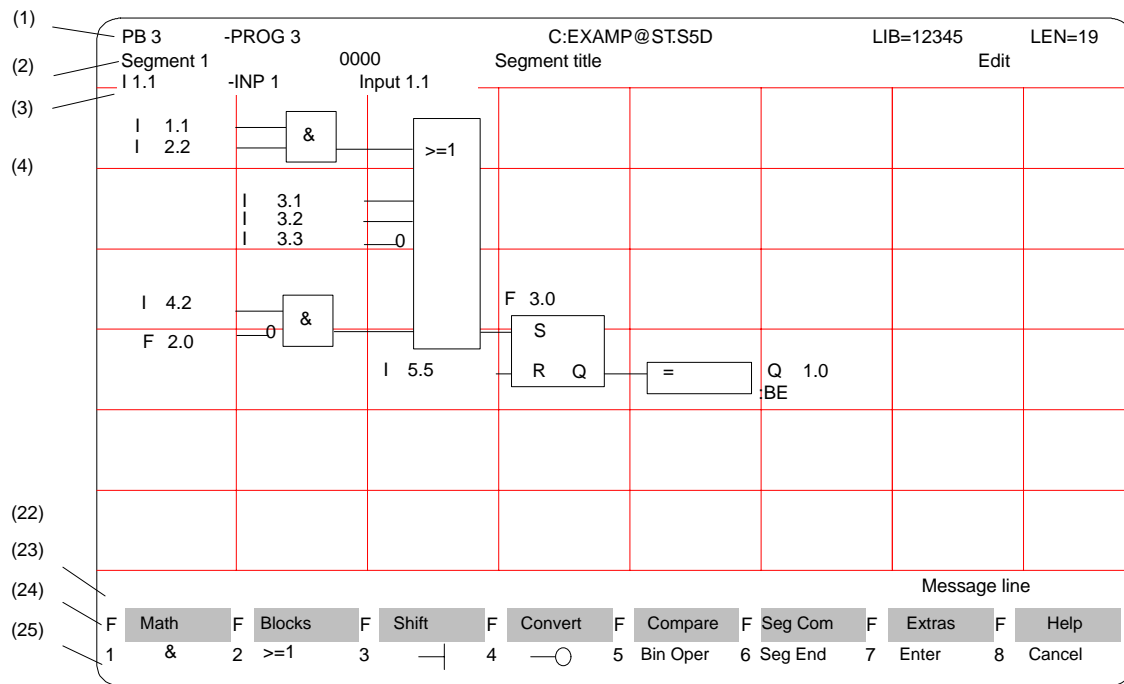 (1)
PB 3 -PROG 3 C:EXAMP@ST.S5D LIB=12345 LEN=19
(2)
Segment 1 0000 Segment title Edit
I 1.1 -INP 1 Input 1.1
(3)
I 1.1
&
I 2.2
>=1
(4)
I 3.1
I 3.2
I 3.3 0
F 3.0
I 4.2
&
F 2.0 0
S
I 5.5 R Q = Q 1.0
:BE
(22)
(23)
Message line
(24)
F Math F Blocks F Shift F Convert F Compare F Seg Com F Extras F Help
(25)
1 & 2 >=1 3 4 5 Bin Oper 6 Seg End 7 Enter 8 Cancel